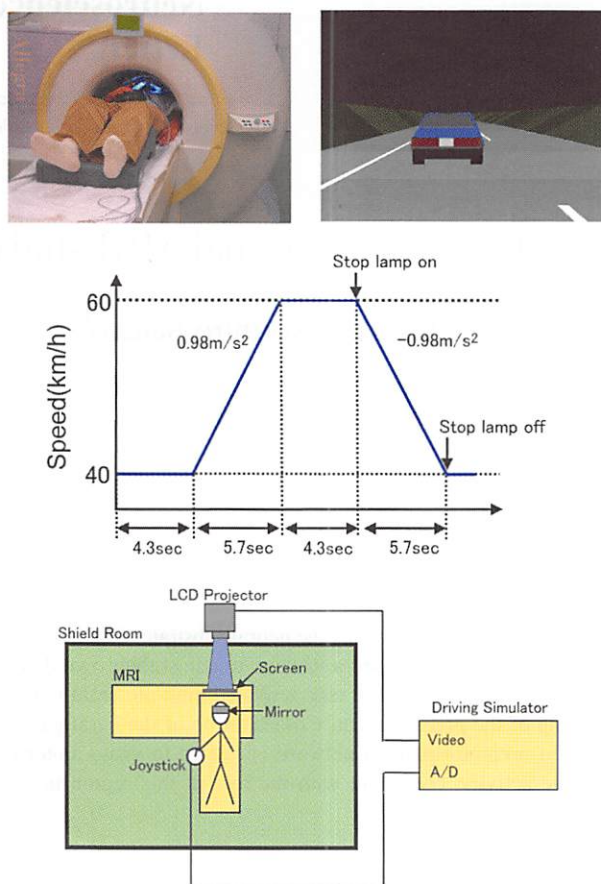 Stop lamp on
60
0.98m/s²
-0.98m/s²
Speed(km/h)
Stop lamp off
40
4.3sec 5.7sec 4.3sec 5.7sec
LCD Projector
Shield Room
MRI
Screen
Mirror
Driving Simulator
Joystick
Video
A/D